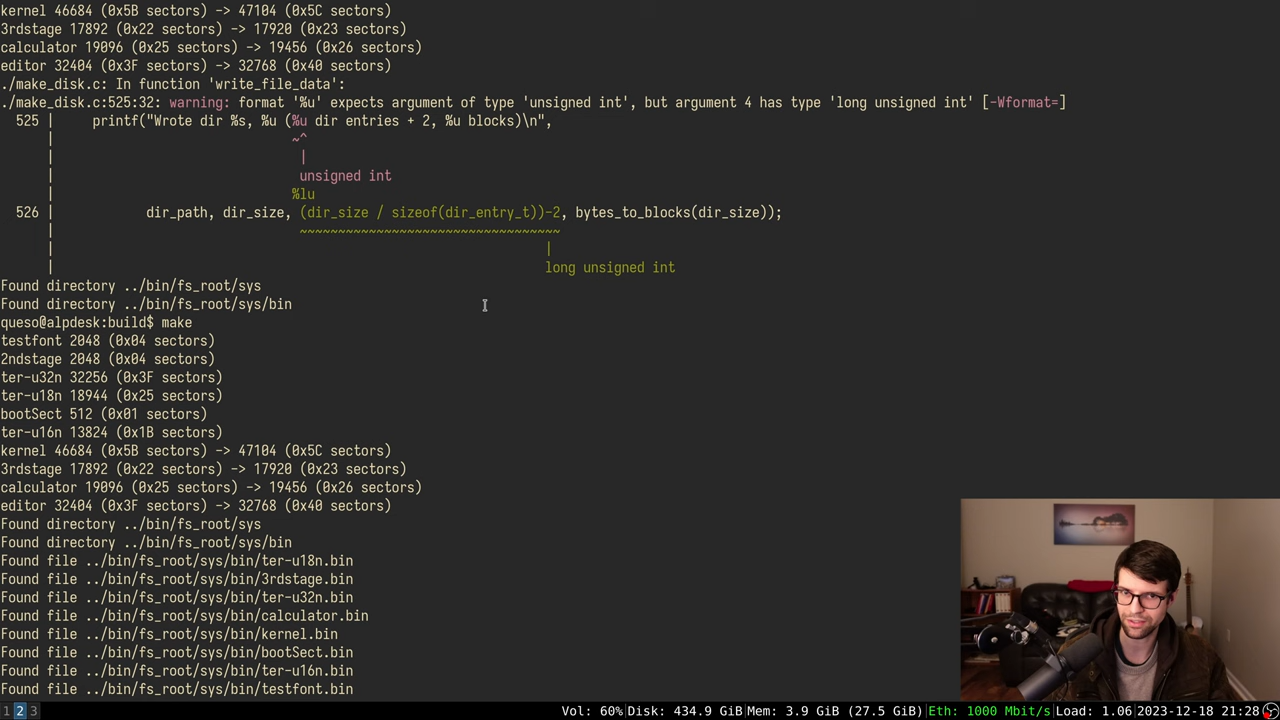 kernel 46684 (0x5B sectors) -> 47104 (0x5C sectors)
3rdstage 17892 (0x22 sectors) -> 17920 (0x23 sectors)
calculator 19096 (0x25 sectors) -> 19456 (0x26 sectors)
editor 32404 (0x3F sectors) -> 32768 (0x40 sectors)
./make_disk.c: In function 'write_file_data':
./make_disk.c:525:32: warning: format '%u' expects argument of type 'unsigned int', but argument 4 has type 'long unsigned int' [-Wformat=]
525 |     printf("Wrote dir %s, %u (%u dir entries + 2, %u blocks)\n",
| ~^
| |
| unsigned int
| %lu
526 |            dir_path, dir_size, (dir_size / sizeof(dir_entry_t))-2, bytes_to_blocks(dir_size));
| ~~~~~~~~~~~~~~~~~~~~~~~~~~~~~~~~~~
| |
| long unsigned int
Found directory ../bin/fs_root/sys
Found directory ../bin/fs_root/sys/bin
queso@alpdesk:build$ make
testfont 2048 (0x04 sectors)
2ndstage 2048 (0x04 sectors)
ter-u32n 32256 (0x3F sectors)
ter-u18n 18944 (0x25 sectors)
bootSect 512 (0x01 sectors)
ter-u16n 13824 (0x1B sectors)
kernel 46684 (0x5B sectors) -> 47104 (0x5C sectors)
3rdstage 17892 (0x22 sectors) -> 17920 (0x23 sectors)
calculator 19096 (0x25 sectors) -> 19456 (0x26 sectors)
editor 32404 (0x3F sectors) -> 32768 (0x40 sectors)
Found directory ../bin/fs_root/sys
Found directory ../bin/fs_root/sys/bin
Found file ../bin/fs_root/sys/bin/ter-u18n.bin
Found file ../bin/fs_root/sys/bin/3rdstage.bin
Found file ../bin/fs_root/sys/bin/ter-u32n.bin
Found file ../bin/fs_root/sys/bin/calculator.bin
Found file ../bin/fs_root/sys/bin/kernel.bin
Found file ../bin/fs_root/sys/bin/bootSect.bin
Found file ../bin/fs_root/sys/bin/ter-u16n.bin
Found file ../bin/fs_root/sys/bin/testfont.bin
1 2 3 Vol: 60%|Disk: 434.9 GiB|Mem: 3.9 GiB (27.5 GiB)|Eth: 1000 Mbit/s|Load: 1.06|2023-12-18 21:28